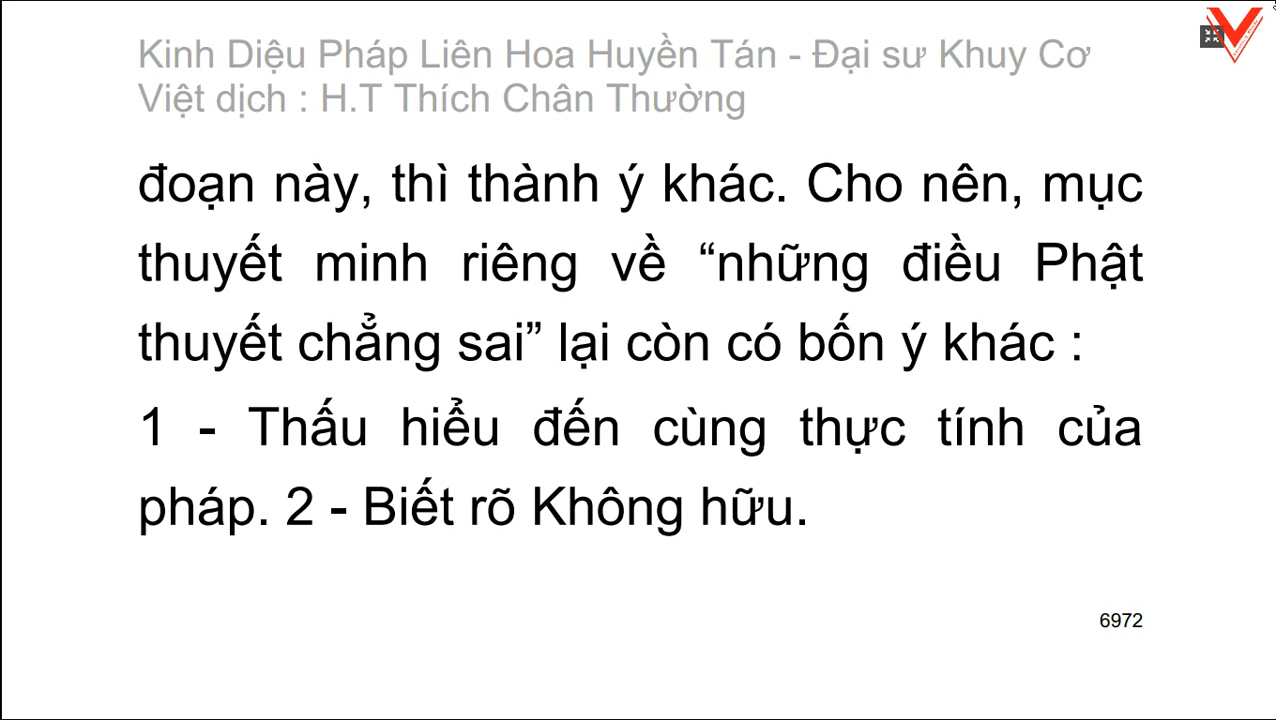 Kinh Diệu Pháp Liên Hoa Huyền Tán - Đại sư Khuy Cơ
Việt dịch : H.T Thích Chân Thường
đoạn này, thì thành ý khác. Cho nên, mục
thuyết minh riêng về “những điều Phật
thuyết chẳng sai” lại còn có bốn ý khác :
1 - Thấu hiểu đến cùng thực tính của
pháp. 2 - Biết rõ Không hữu.
6972